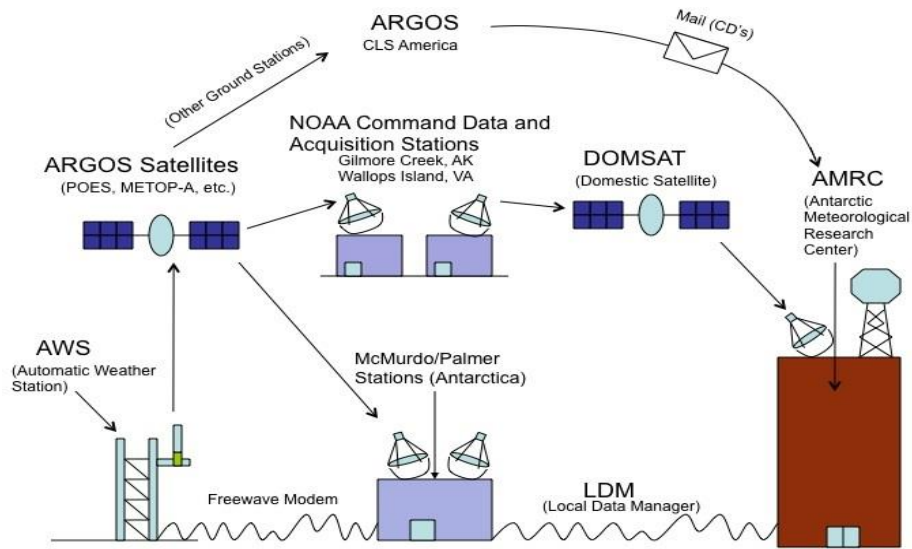 ARGOS
CLS America
Mail (CD's)
(Other Ground Stations)
NOAA Command Data and
Acquisition Stations
Gilmore Creek, AK
Wallops Island, VA
ARGOS Satellites
(POES, METOP-A, etc.)
DOMSAT
(Domestic Satellite)
AMRC
(Antarctic
Meteorological
Research
Center)
AWS
(Automatic Weather
Station)
McMurdo/Palmer
Stations (Antarctica)
Freewave Modem
LDM
(Local Data Manager)